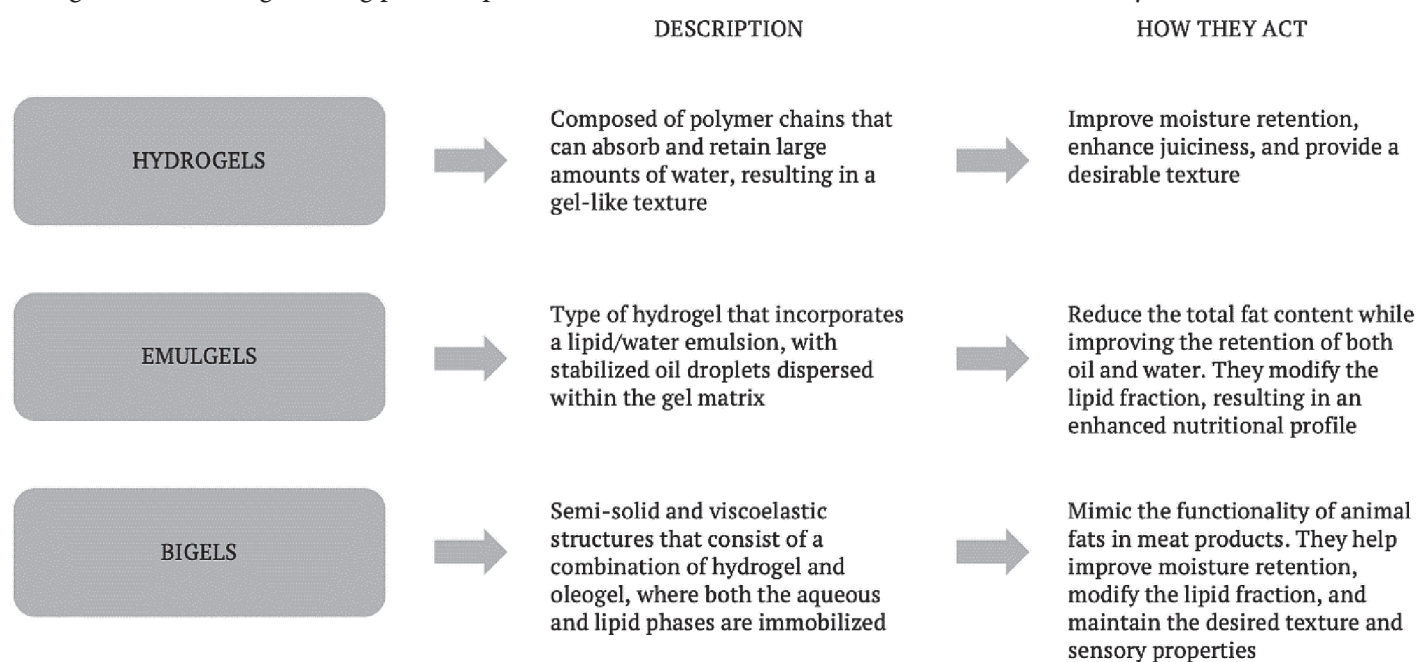 DESCRIPTION
HOW THEY ACT
HYDROGELS
Composed of polymer chains that
can absorb and retain large
amounts of water, resulting in a
gel-like texture
Improve moisture retention,
enhance juiciness, and provide a
desirable texture
EMULGELS
Type of hydrogel that incorporates
a lipid/water emulsion, with
stabilized oil droplets dispersed
within the gel matrix
Reduce the total fat content while
improving the retention of both
oil and water. They modify the
lipid fraction, resulting in an
enhanced nutritional profile
BIGELS
Semi-solid and viscoelastic
structures that consist of a
combination of hydrogel and
oleogel, where both the aqueous
and lipid phases are immobilized
Mimic the functionality of animal
fats in meat products. They help
improve moisture retention,
modify the lipid fraction, and
maintain the desired texture and
sensory properties